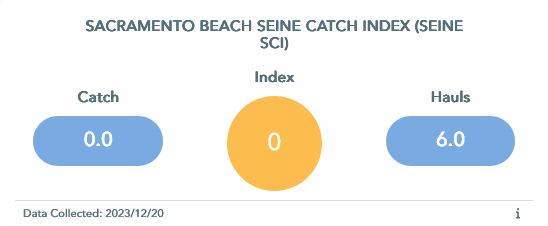 SACRAMENTO BEACH SEINE CATCH INDEX (SEINE
SCI)
Index
Catch
Hauls
0.0
0
6.0
Data Collected: 2023/12/20
i